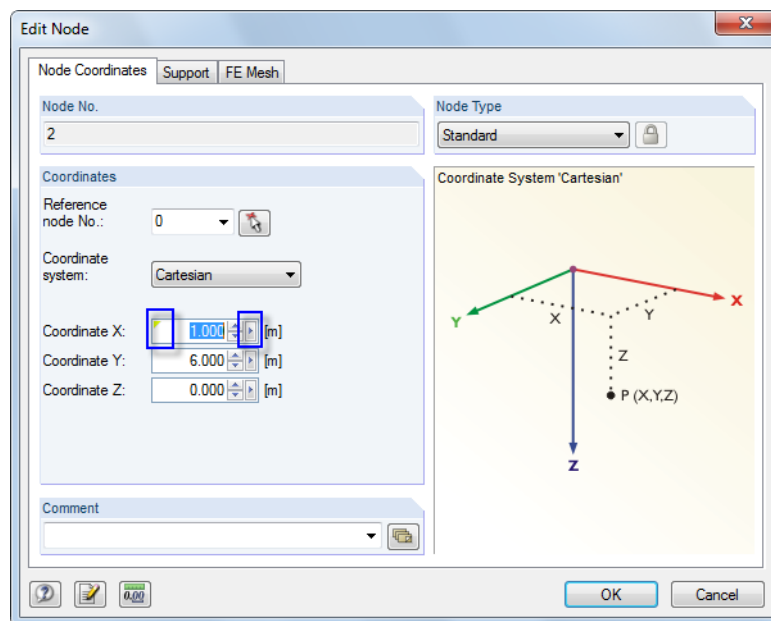 Edit Node
Node Coordinates Support FE Mesh
Node No.
2
Node Type
Standard
Coordinates
Reference
node No.:
0
Coordinate
system:
Cartesian
Coordinate X: 1.000 [m]
Coordinate Y: 6.000 [m]
Coordinate Z: 0.000 [m]
Coordinate System 'Cartesian'
X
Y
X
Y
Z
P (X,Y,Z)
Z
Comment
0.00
OK Cancel